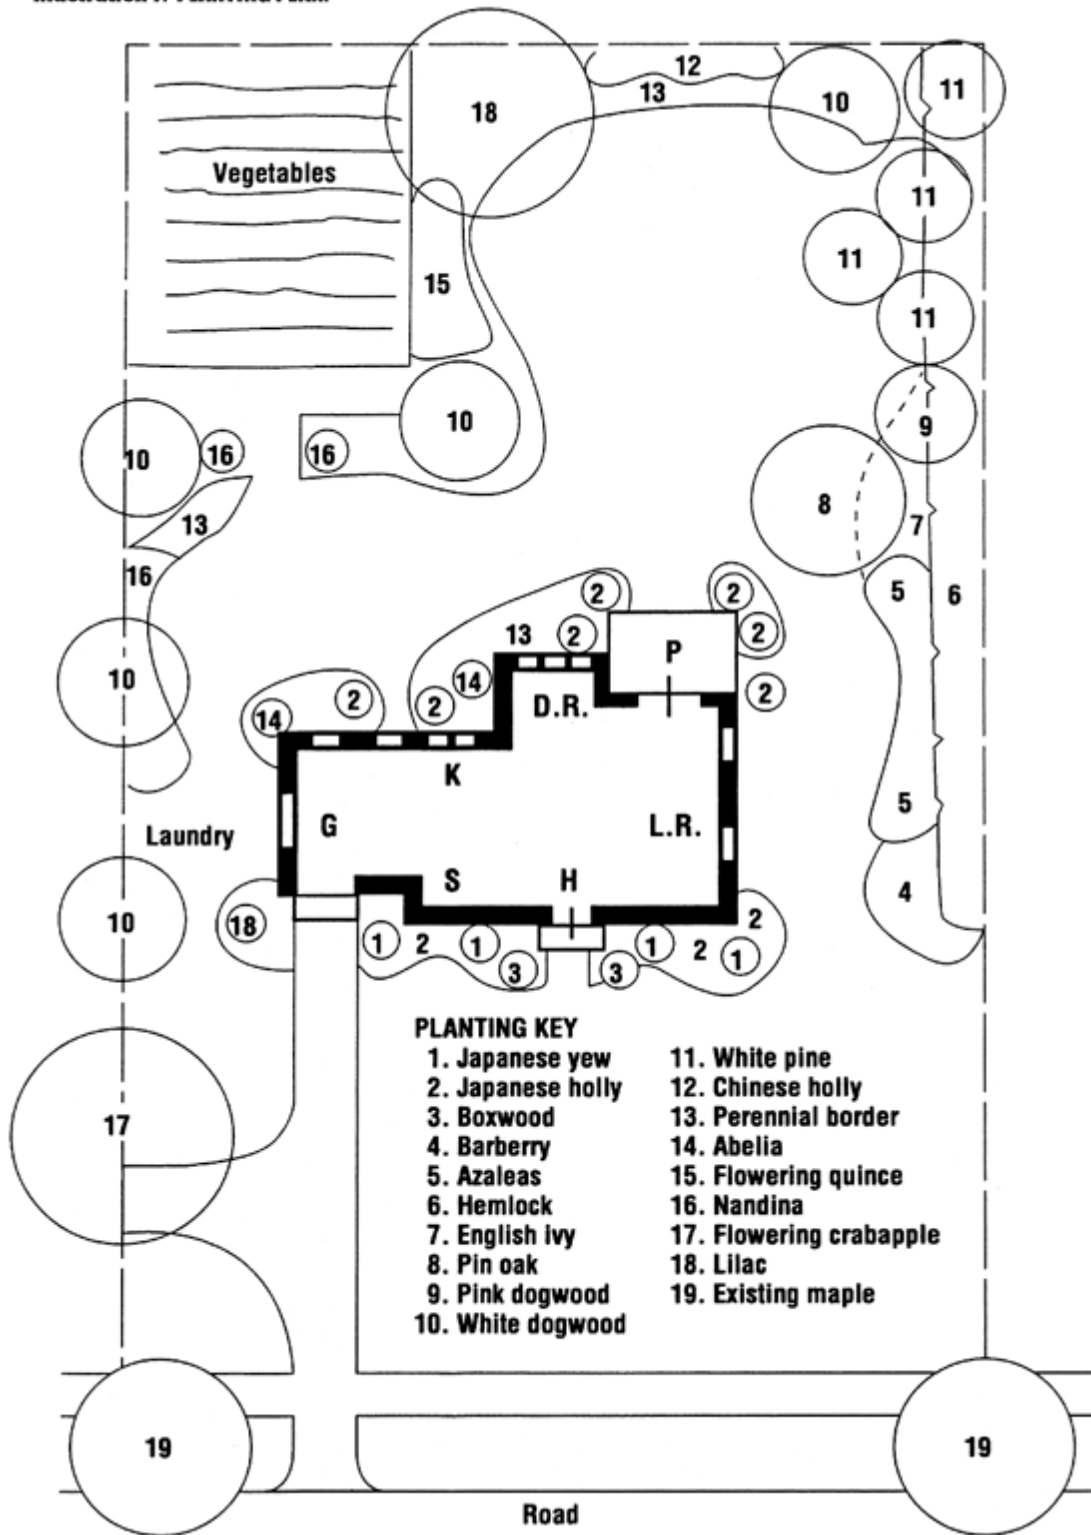 12
11
18
13
10
Vegetables
11
11
15
11
10
9
10
16
16
8
13
7
16
5
6
2
2
13
2
2
P
10
14
2
2
2
14
D.R.
K
5
Laundry
G
L.R.
S
H
4
10
18
1
2
1
1
2
2
1
3
3
PLANTING KEY
1. Japanese yew
2. Japanese holly
3. Boxwood
4. Barberry
5. Azaleas
6. Hemlock
7. English ivy
8. Pin oak
9. Pink dogwood
10. White dogwood
11. White pine
12. Chinese holly
13. Perennial border
14. Abelia
15. Flowering quince
16. Nandina
17. Flowering crabapple
18. Lilac
19. Existing maple
17
19
19
Road